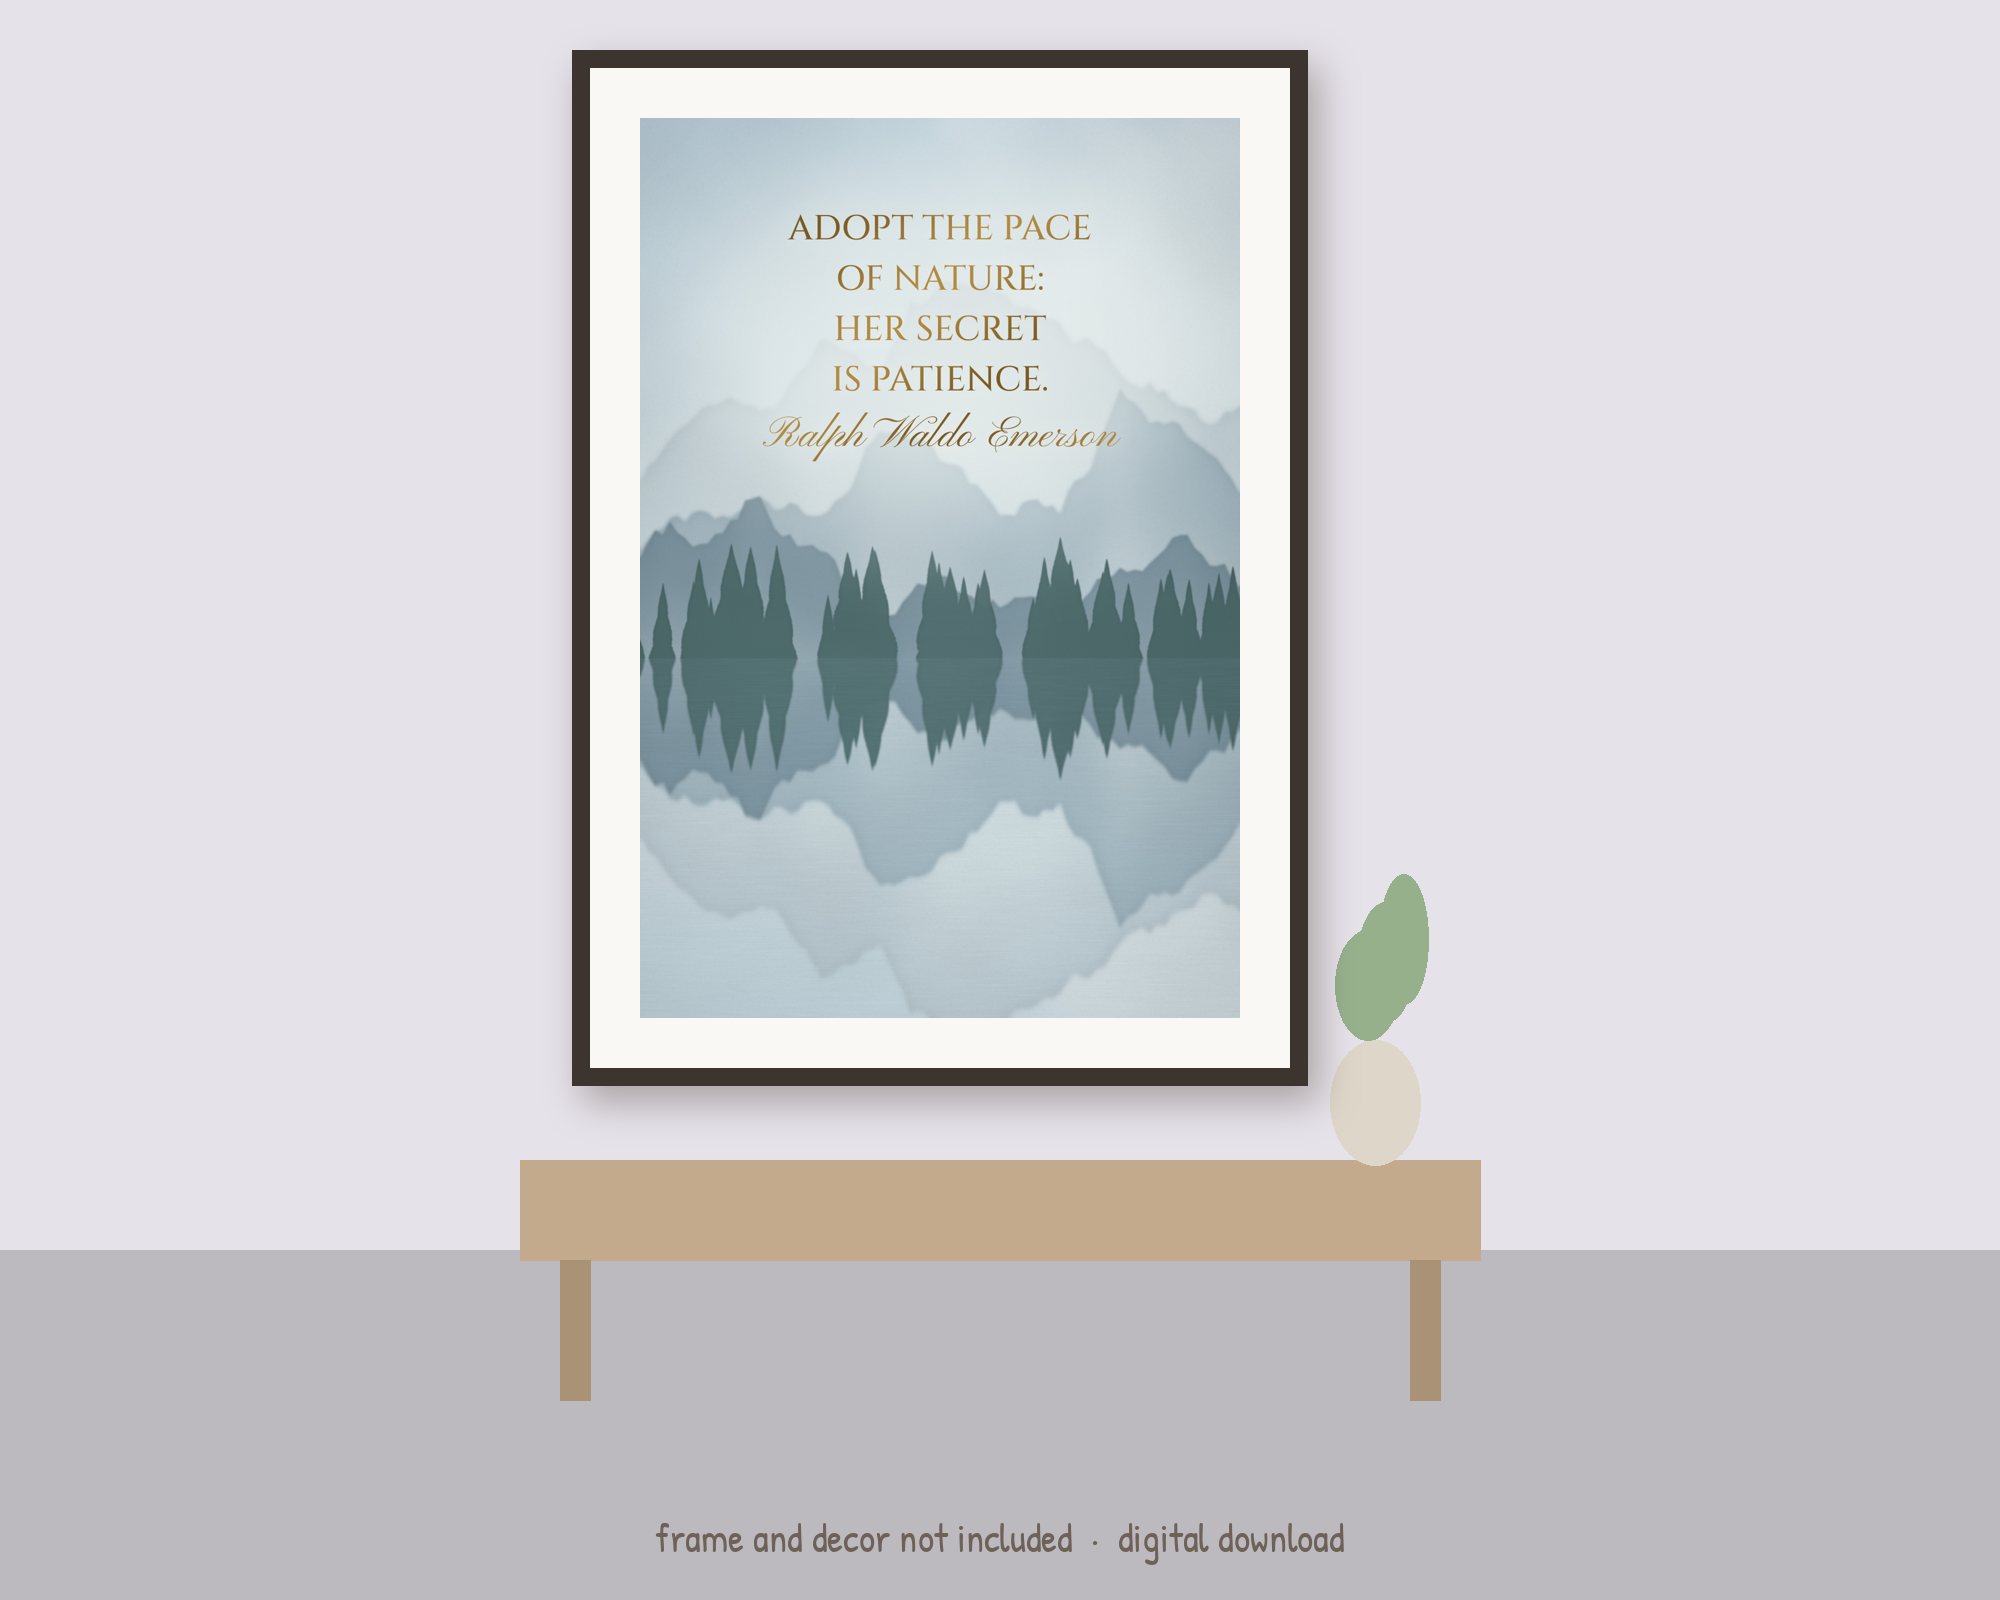 ADOPT THE PACE
OF NATURE:
HER SECRET
IS PATIENCE.
Ralph Waldo Emerson
frame and decor not included · digital download